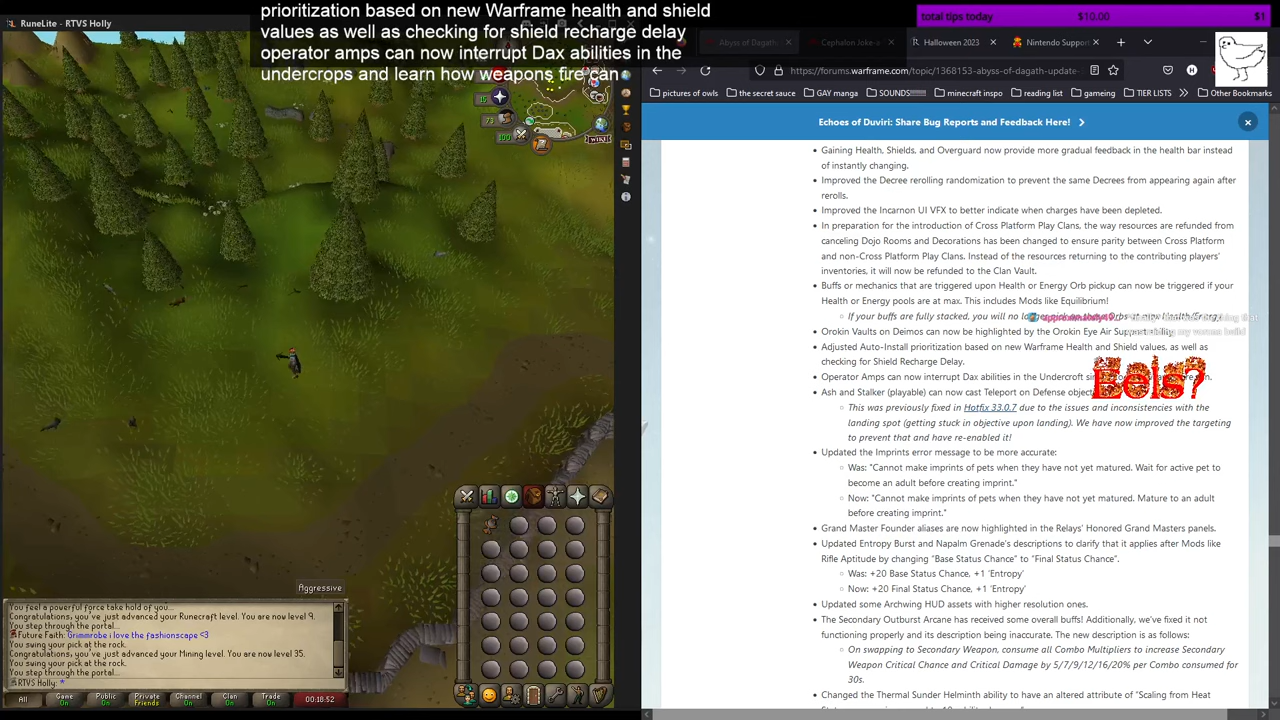 RuneLite - RTVS Holly
prioritization based on new Warframe health and shield
values as well as checking for shield recharge delay
operator amps can now interrupt Dax abilities in the
undercrops and learn how weapons fire can
total tips today $10.00 $1
Abyss of Dagath
Cephalon Joke-a
Halloween 2023
Nintendo Support
https://forums.warframe.com/topic/1368153-abyss-of-dagath-update-
pictures of owls
the secret sauce
GAY manga
SOUNDS
minecraft inspo
reading list
gameing
TIER LISTS
Other Bookmarks
Echoes of Duviri: Share Bug Reports and Feedback Here!
Gaining Health, Shields, and Overguard now provide more gradual feedback in the health bar instead
of instantly changing.
Improved the Decree rerolling randomization to prevent the same Decrees from appearing again after
rerolls.
Improved the Incarnon UI VFX to better indicate when charges have been depleted.
In preparation for the introduction of Cross Platform Play Clans, the way resources are refunded from
canceling Dojo Rooms and Decorations has been changed to ensure parity between Cross Platform
and non-Cross Platform Play Clans. Instead of the resources returning to the contributing players'
inventories, it will now be refunded to the Clan Vault.
Buffs or mechanics that are triggered upon Health or Energy Orb pickup can now be triggered if your
Health or Energy pools are at max. This includes Mods like Equilibrium!
If your buffs are fully stacked, you will no
Orokin Vaults on Deimos can now be highlighted by the Orokin Eye Air Supportability.
Adjusted Auto-Install prioritization based on new Warframe Health and Shield values, as well as
checking for Shield Recharge Delay.
Operator Amps can now interrupt Dax abilities in the Undercroft
Eels?
Ash and Stalker (playable) can now cast Teleport on Defense
This was previously fixed in Hotfix 33.0.7 due to the issues and inconsistencies with the
landing spot (getting stuck in objective upon landing). We have now improved the targeting
to prevent that and have re-enabled it!
Updated the Imprints error message to be more accurate:
Was: "Cannot make imprints of pets when they have not yet matured. Wait for active pet to
become an adult before creating imprint."
Now: "Cannot make imprints of pets when they have not yet matured. Mature to an adult
before creating imprint."
Grand Master Founder aliases are now highlighted in the Relays' Honored Grand Masters panels.
Updated Entropy Burst and Napalm Grenade's descriptions to clarify that it applies after Mods like
Rifle Aptitude by changing "Base Status Chance" to "Final Status Chance".
Was: +20 Base Status Chance, +1 'Entropy'
Now: +20 Final Status Chance, +1 'Entropy'
Updated some Archwing HUD assets with higher resolution ones.
The Secondary Outburst Arcane has received some overall buffs! Additionally, we've fixed it not
functioning properly and its description being inaccurate. The new description is as follows:
On swapping to Secondary Weapon, consume all Combo Multipliers to increase Secondary
Weapon Critical Chance and Critical Damage by 5/7/9/12/16/20% per Combo consumed for
30s.
Changed the Thermal Sunder Helminth ability to have an altered attribute of "Scaling from Heat
73
100
WIKI
Aggressive
You feel a powerful force take hold of you...
Congratulations, you've just advanced your Runecraft level. You are now level 9.
You step through the portal...
Future Faith: Grimmrobe i love the fashionscape <3
You swing your pick at the rock.
Congratulations, you've just advanced your Mining level. You are now level 35.
You swing your pick at the rock.
You step through the portal...
RTVS Holly: *
All
Game On
Public On
Private Friends
Channel On
Clan On
Trade On
00:18:52